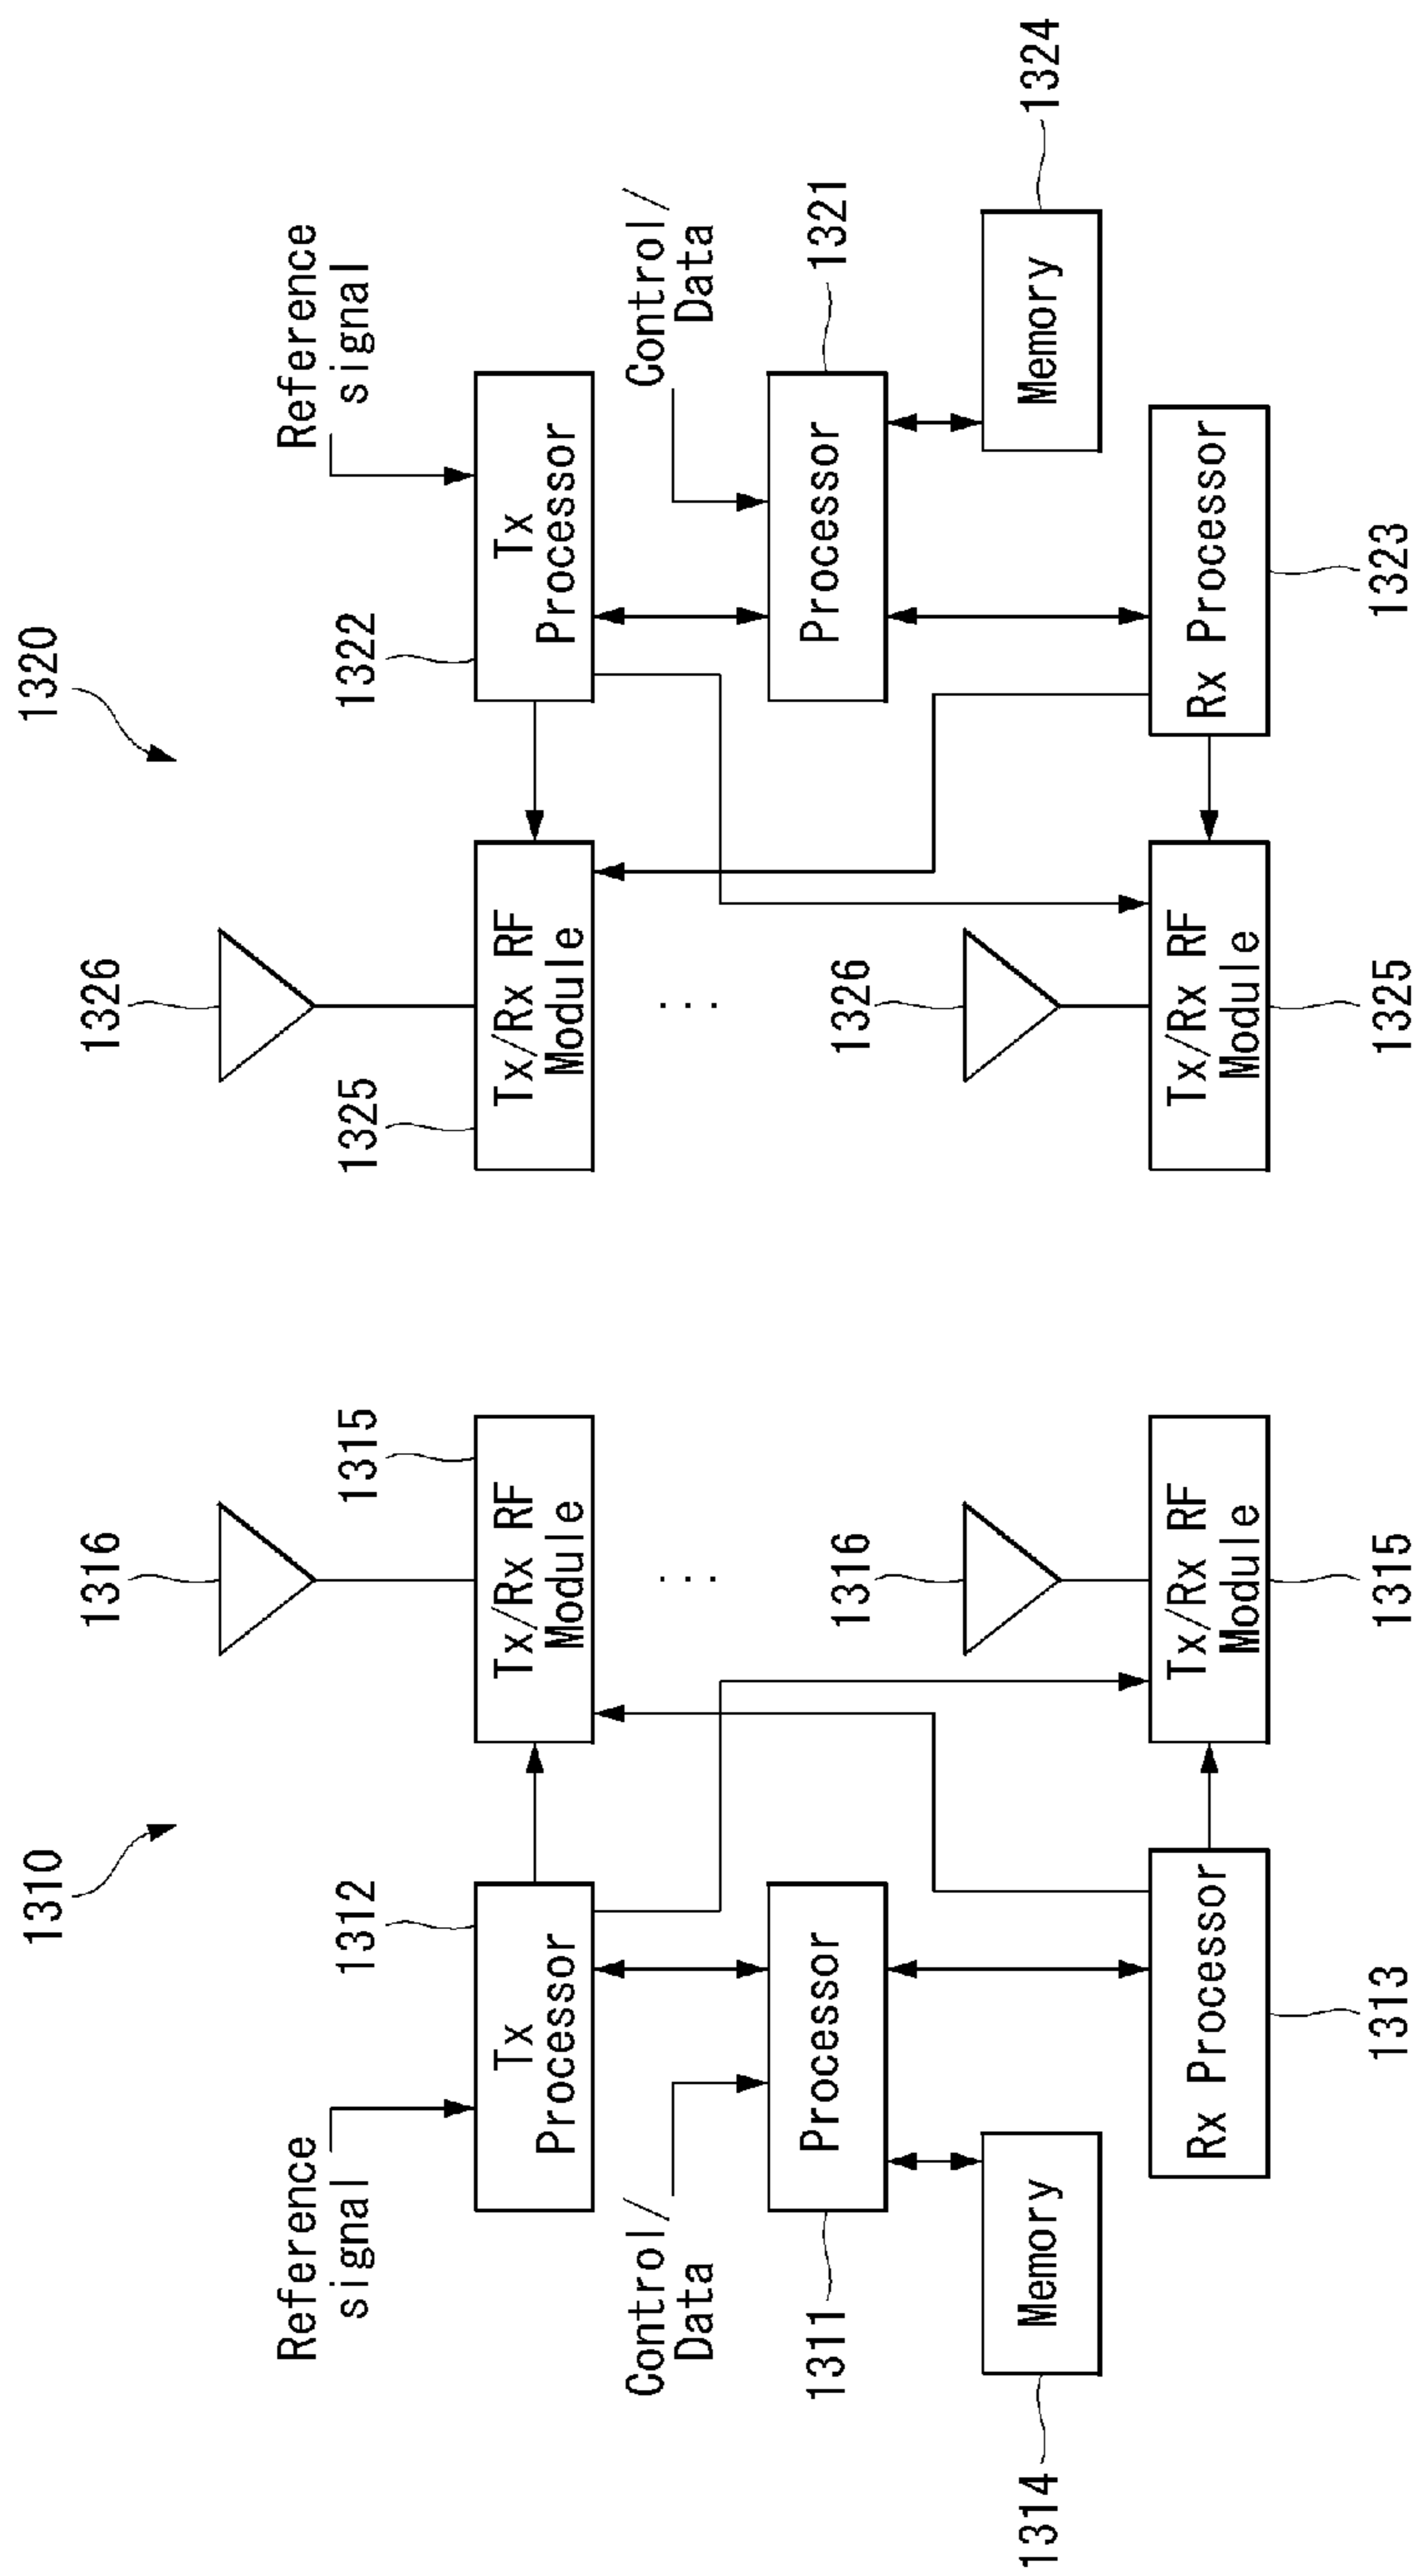 1310
1316
Reference
signal
1312
1315
Tx
Processor
Tx/Rx RF
Module
Control/
Data
...
Processor
1311
1316
1314
Memory
Rx Processor
Tx/Rx RF
Module
1313
1315
1320
1326
Reference
signal
1325
1322
Tx/Rx RF
Module
Tx
Processor
...
Control/
Data
1326
Processor
1321
Memory
1324
Tx/Rx RF
Module
Rx Processor
1325
1323